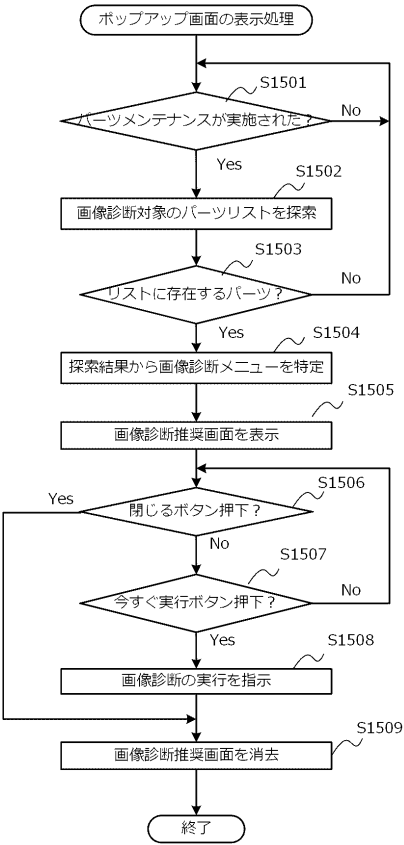 ポップアップ画面の表示処理
S1501
パーツメンテナンスが実施された？
No
Yes
S1502
画像診断対象のパーツリストを探索
S1503
リストに存在するパーツ？
No
Yes
S1504
探索結果から画像診断メニューを特定
S1505
画像診断推奨画面を表示
S1506
Yes
閉じるボタン押下？
No
S1507
今すぐ実行ボタン押下？
No
Yes
S1508
画像診断の実行を指示
S1509
画像診断推奨画面を消去
終了